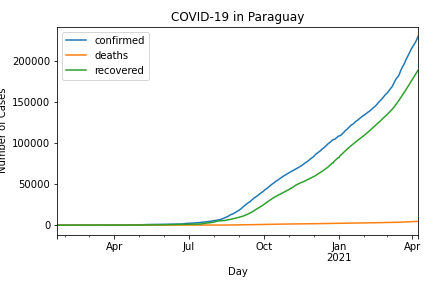 COVID-19 in Paraguay
confirmed
deaths
recovered
200000
150000
100000
50000
0
Number of Cases
Apr
Jul
Oct
Jan
2021
Apr
Day